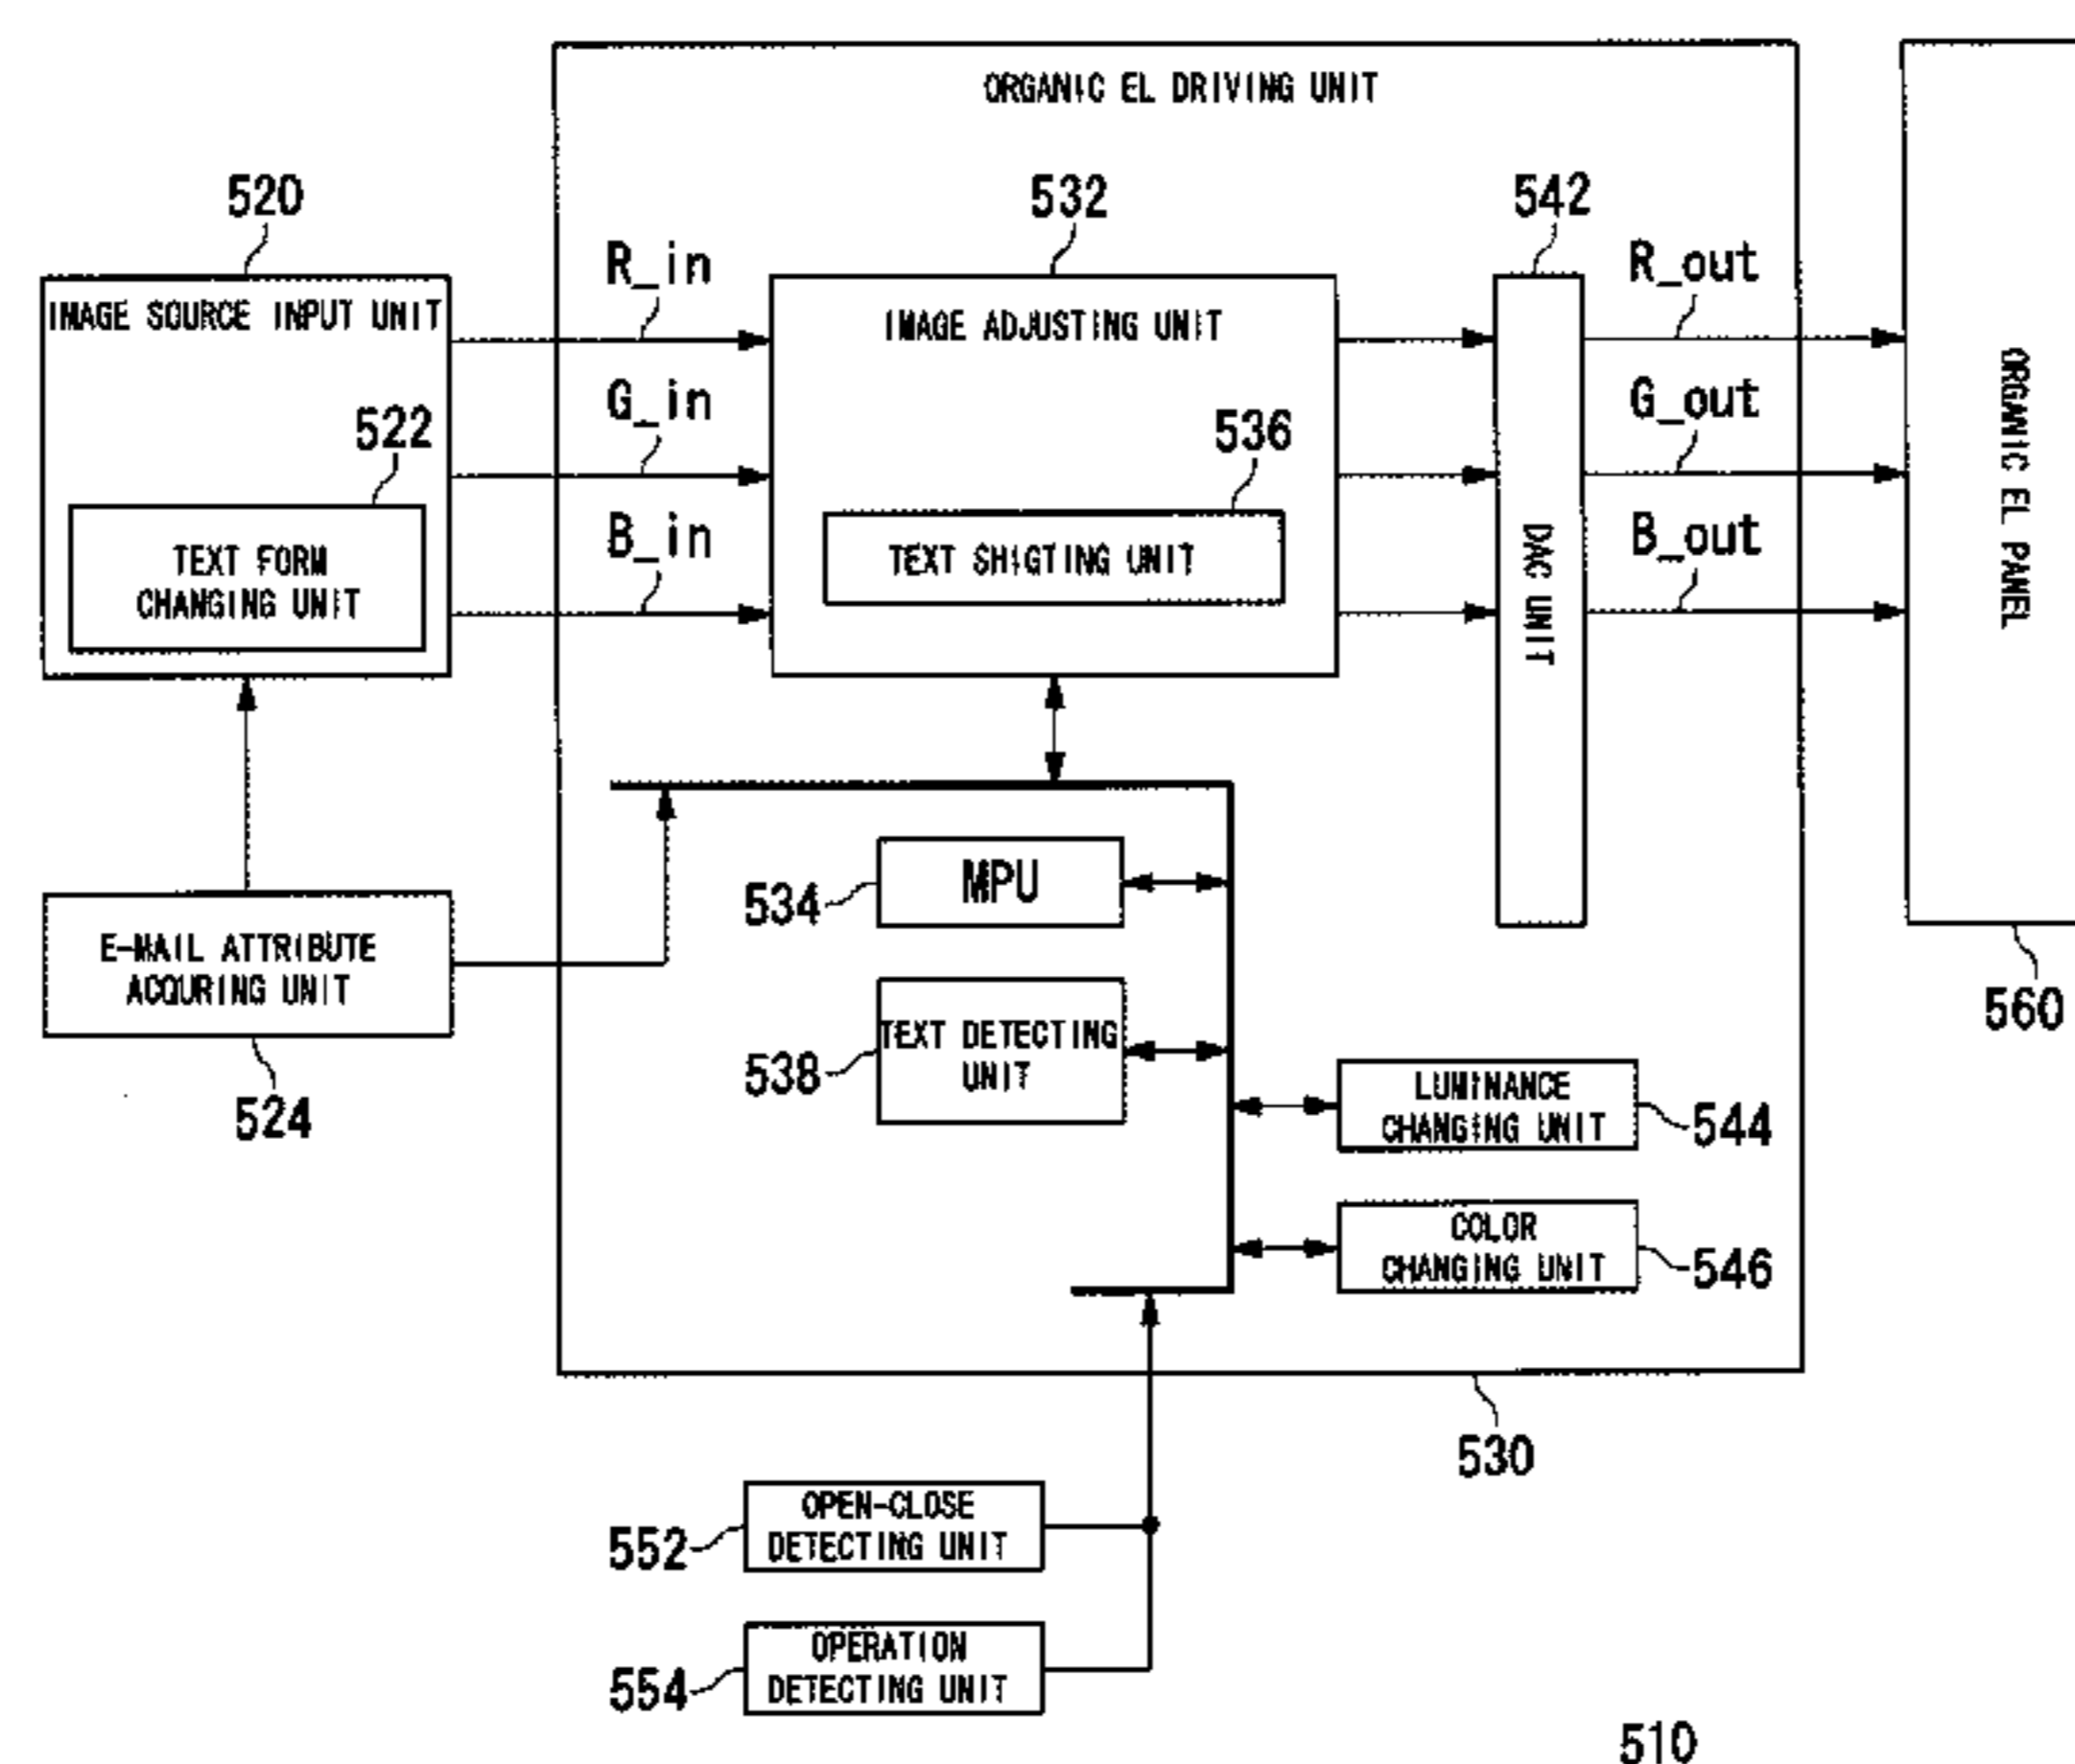 ORGANIC EL DRIVING UNIT
520
532
542
R_in
R_out
IMAGE SOURCE INPUT UNIT
IMAGE ADJUSTING UNIT
G_in
G_out
522
536
ORGANIC EL PANEL
B_in
B_out
TEXT FORM
CHANGING UNIT
TEXT SHIGTING UNIT
DAC UNIT
534
MPU
E-MAIL ATTRIBUTE
ACQURING UNIT
560
538
TEXT DETECTING
UNIT
524
LUMINANCE
CHANGING UNIT
544
COLOR
CHANGING UNIT
546
530
552
OPEN-CLOSE
DETECTING UNIT
554
OPERATION
DETECTING UNIT
510